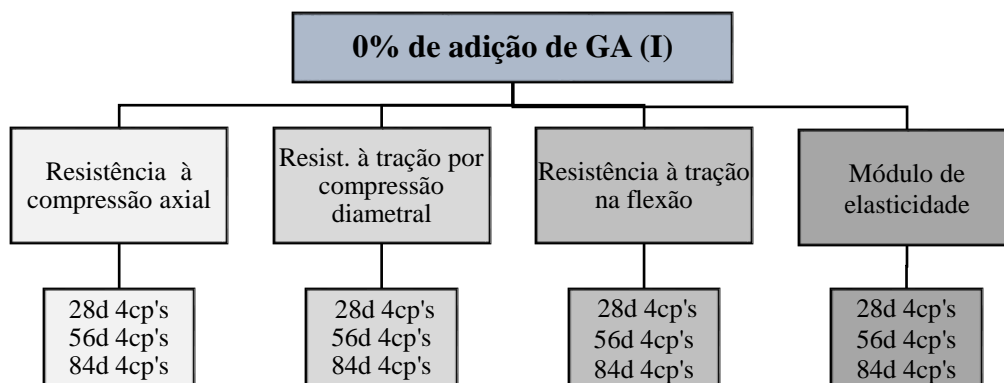 0% de adição de GA (I)
Resistência à
compressão axial
Resist. à tração por
compressão
diametral
Resistência à tração
na flexão
Módulo de
elasticidade
28d 4cp's
56d 4cp's
84d 4cp's
28d 4cp's
56d 4cp's
84d 4cp's
28d 4cp's
56d 4cp's
84d 4cp's
28d 4cp's
56d 4cp's
84d 4cp's